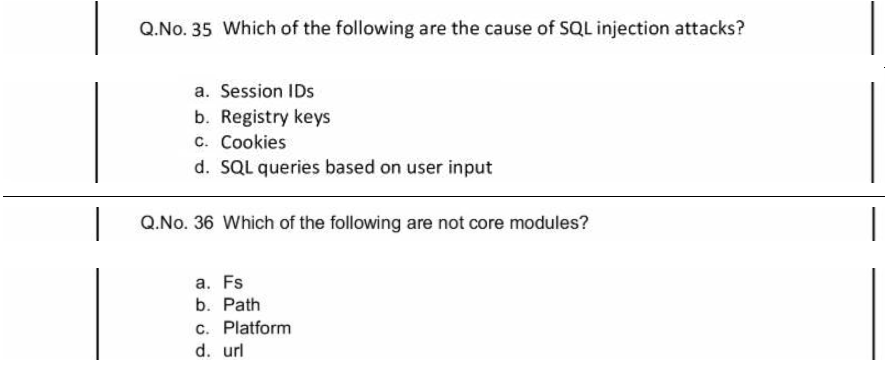 Q.No. 35 Which of the following are the cause of SQL injection attacks?
a. Session IDs
b. Registry keys
c. Cookies
d. SQL queries based on user input
Q.No. 36 Which of the following are not core modules?
a. Fs
b. Path
c. Platform
d. url